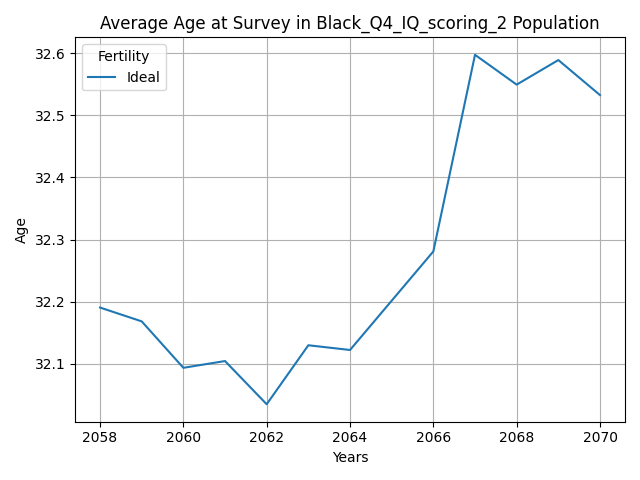 Average Age at Survey in Black_Q4_IQ_scoring_2 Population
Fertility
Ideal
32.6
32.5
32.4
32.3
32.2
32.1
Age
2058 2060 2062 2064 2066 2068 2070
Years